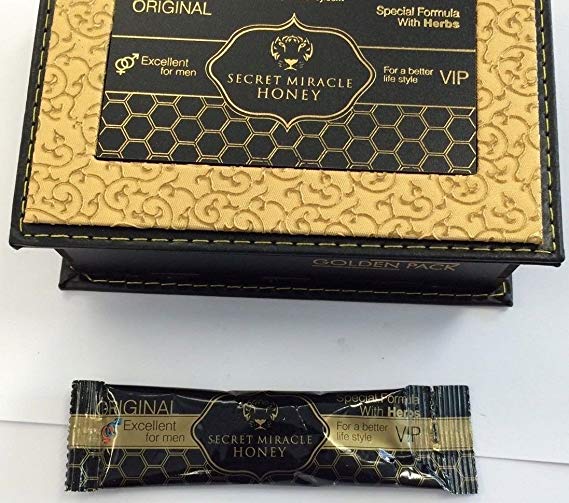 ORIGINAL
Special Formula
With Herbs
Excellent
for men
SECRET MIRACLE
HONEY
For a better
life style
VIP
GOLDEN PACK
ORIGINAL
Special Formula
With Herbs
Excellent
for men
SECRET MIRACLE
HONEY
For a better
life style
VIP